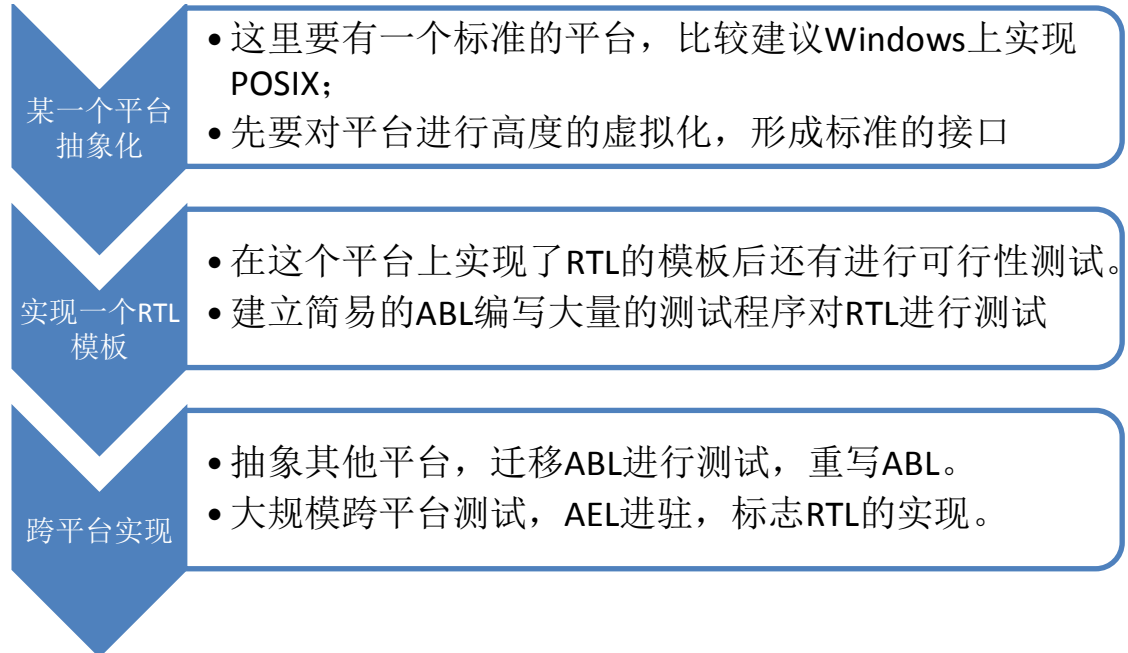 某一个平台
抽象化
• 这里要有一个标准的平台，比较建议Windows上实现
POSIX；
• 先要对平台进行高度的虚拟化，形成标准的接口
实现一个RTL
模板
• 在这个平台上实现了RTL的模板后还有进行可行性测试。
• 建立简易的ABL编写大量的测试程序对RTL进行测试
跨平台实现
• 抽象其他平台，迁移ABL进行测试，重写ABL。
• 大规模跨平台测试，AEL进驻，标志RTL的实现。